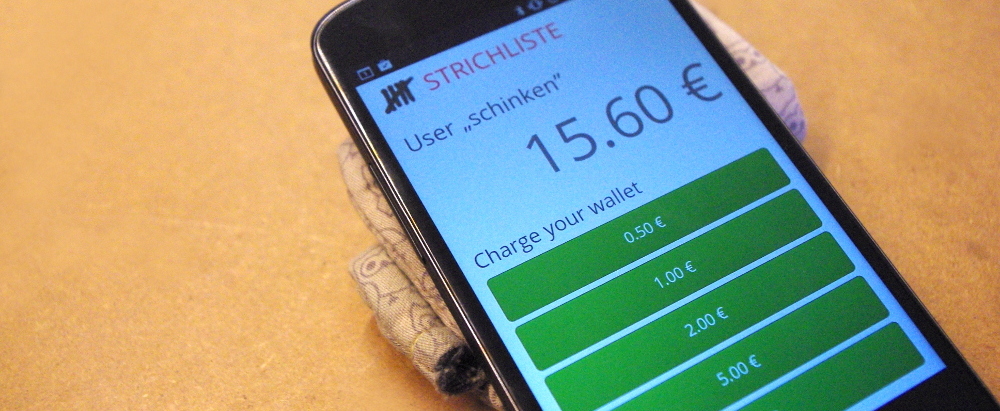 STRICHLISTE
User „schinken“
15.60 €
Charge your wallet
0.50 €
1.00 €
2.00 €
5.00 €